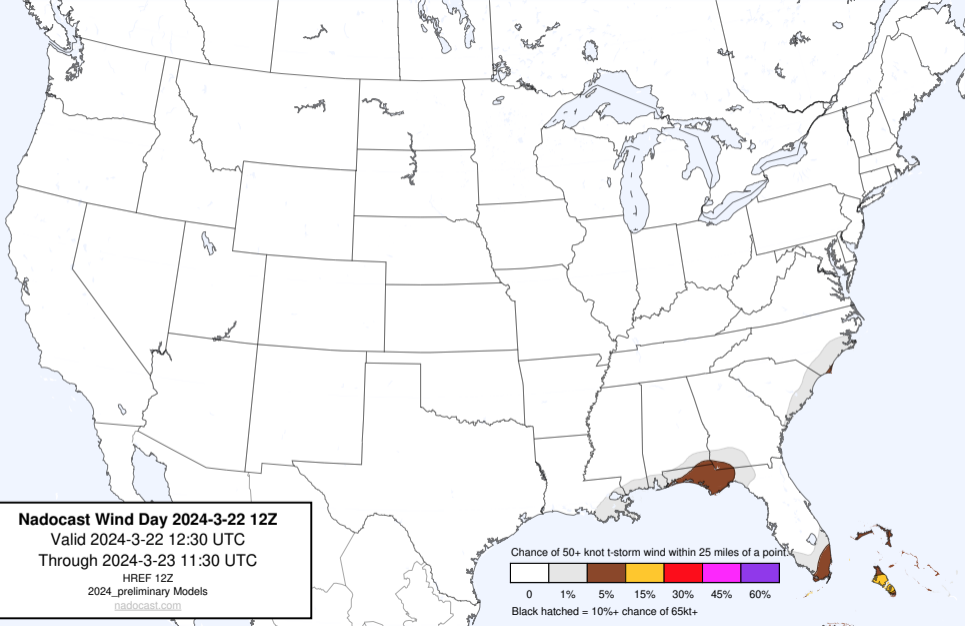 Nadocast Wind Day 2024-3-22 12Z
Valid 2024-3-22 12:30 UTC
Through 2024-3-23 11:30 UTC
HREF 12Z
2024_preliminary Models
nadocast.com
Chance of 50+ knot t-storm wind within 25 miles of a point.
0 1% 5% 15% 30% 45% 60%
Black hatched = 10%+ chance of 65kt+